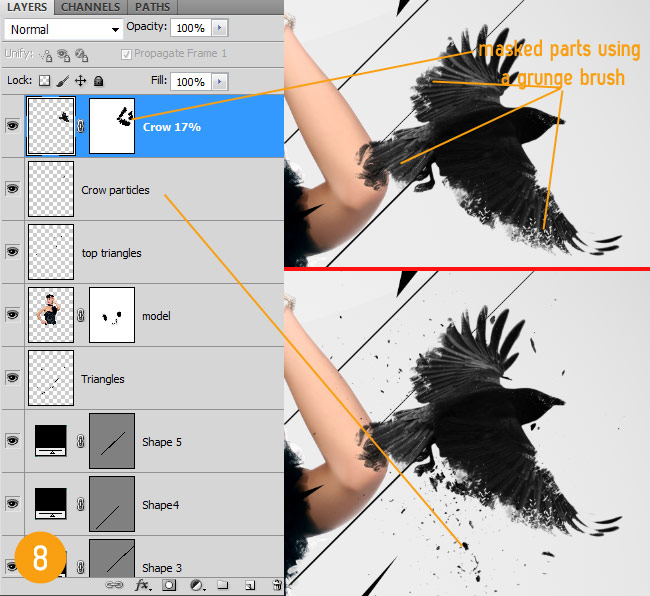 LAYERS CHANNELS PATHS
Normal Opacity: 100%
Unify: Propagate Frame 1
Lock: Fill: 100%
Crow 17%
Crow particles
top triangles
model
Triangles
Shape 5
Shape4
Shape 3
fx
8
masked parts using
a grunge brush